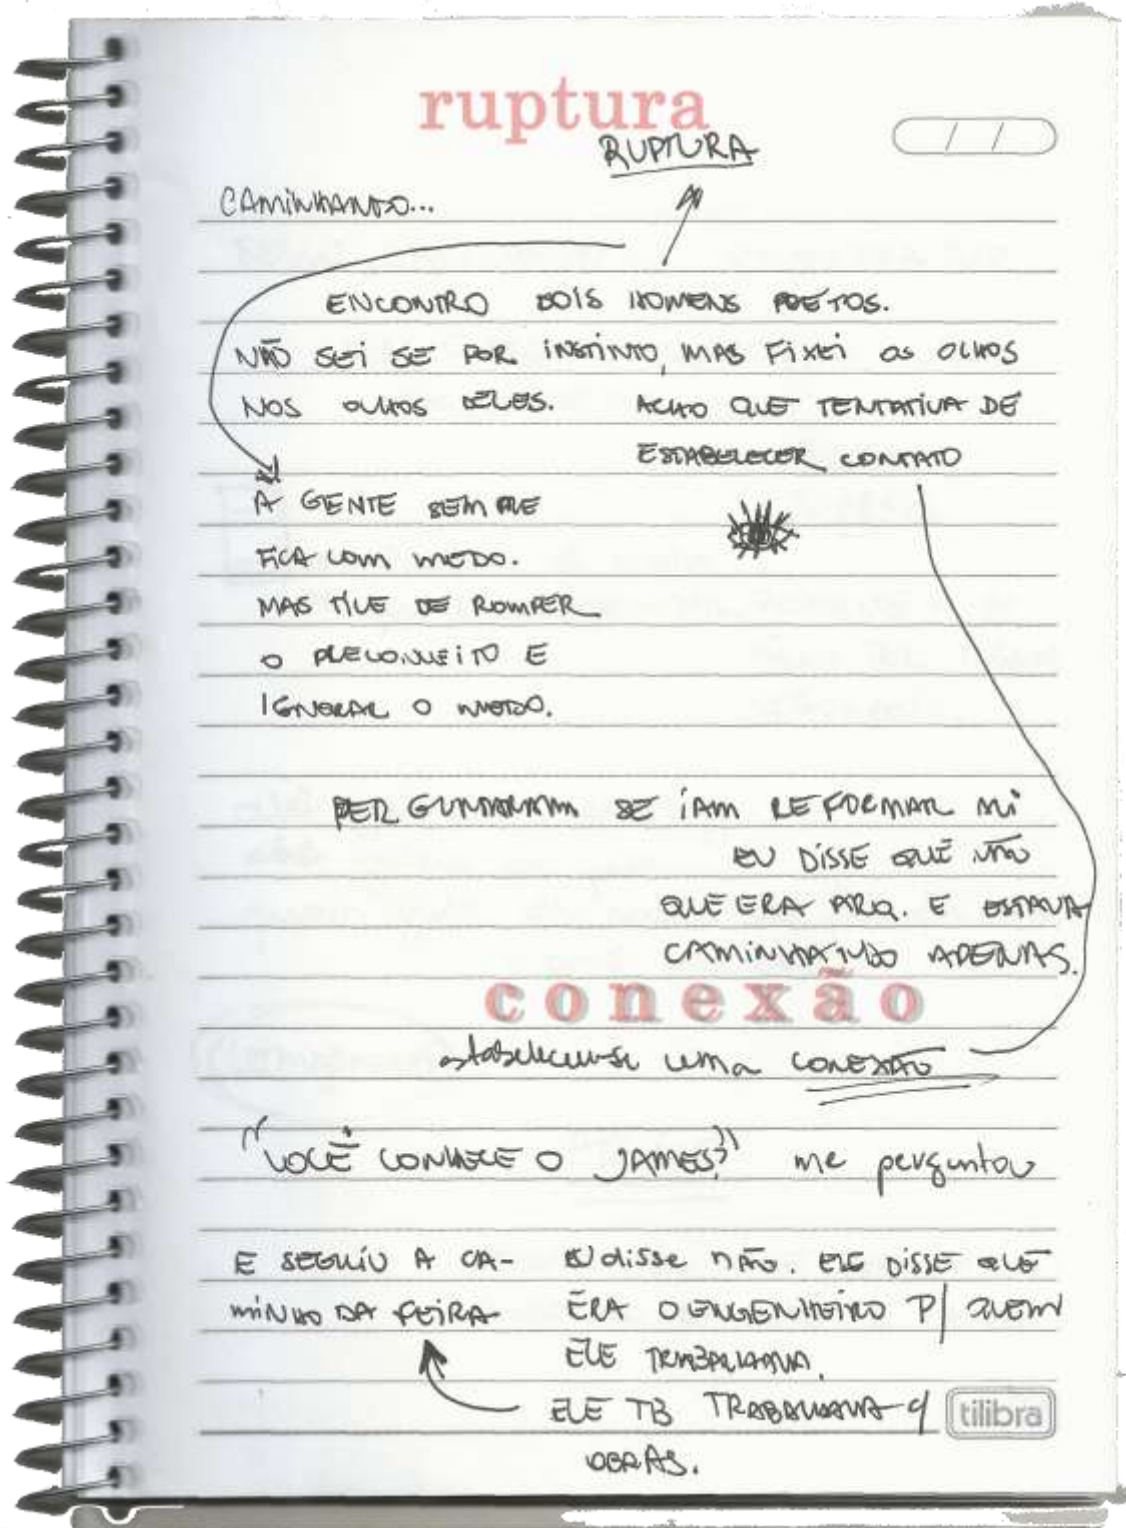 ruptura
RUPTURA
/ /
CAMINHANDO...
ENCONTRO DOIS HOMENS PRETOS.
NÃO SEI SE POR INSTINTO, MAS FIXEI OS OLHOS
NOS OLHOS DELES. ACHO QUE TENTATIVA DE
ESTABELECER CONTATO
A GENTE SEMPRE
FICA COM MEDO.
MAS TIVE DE ROMPER
O PRECONCEITO E
IGNORAR O MEDO.
PERGUNTARAM SE IAM REFORMAR ALI
EU DISSE QUE NÃO
QUE ERA ARQ. E ESTAVA
CAMINHANDO APENAS.
conexão
estabeleceu-se uma CONEXÃO
"VOCÊ CONHECE O JAMES?" me perguntou
EU disse NÃO. ELE DISSE QUE
ERA O ENGENHEIRO P/ QUEM
ELE TRABALHAVA.
ELE TB TRABALHAVA C/
OBRAS.
E SEGUIU A CA-
MINHO DA FEIRA
tilibra